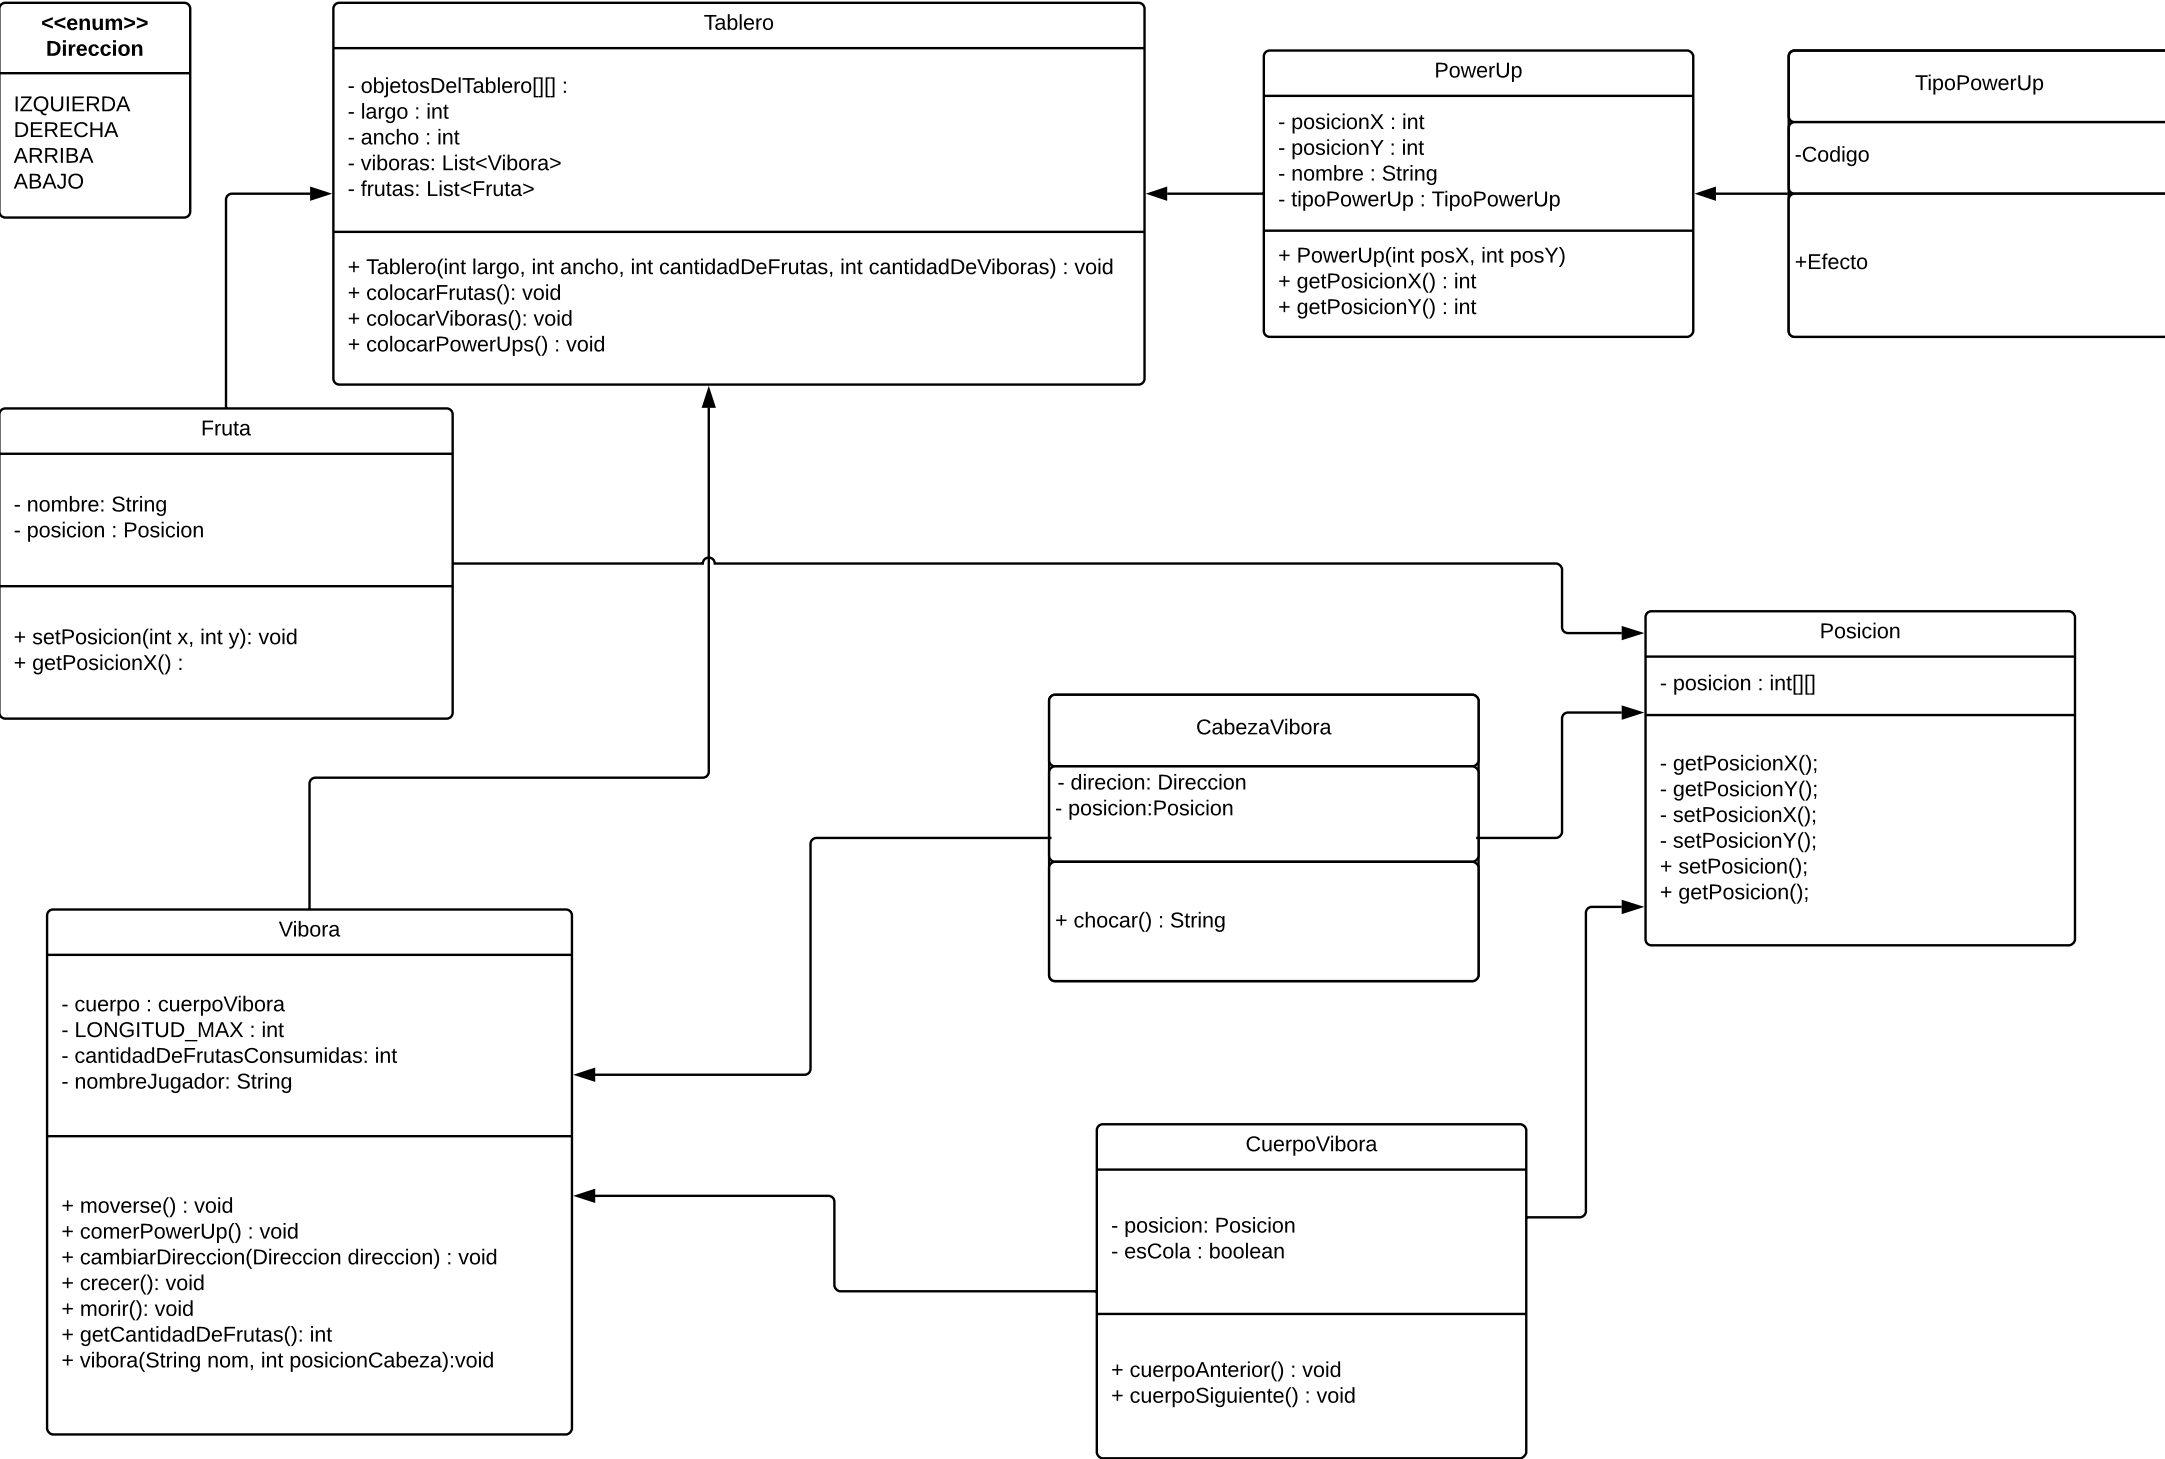 <<enum>>
Direccion
IZQUIERDA
DERECHA
ARRIBA
ABAJO
Tablero
- objetosDelTablero[][] :
- largo : int
- ancho : int
- viboras: List<Vibora>
- frutas: List<Fruta>
+ Tablero(int largo, int ancho, int cantidadDeFrutas, int cantidadDeViboras) : void
+ colocarFrutas(): void
+ colocarViboras(): void
+ colocarPowerUps() : void
PowerUp
- posicionX : int
- posicionY : int
- nombre : String
- tipoPowerUp : TipoPowerUp
+ PowerUp(int posX, int posY)
+ getPosicionX() : int
+ getPosicionY() : int
TipoPowerUp
-Codigo
+Efecto
Fruta
- nombre: String
- posicion : Posicion
+ setPosicion(int x, int y): void
+ getPosicionX() :
Posicion
- posicion : int[][]
- getPosicionX();
- getPosicionY();
- setPosicionX();
- setPosicionY();
+ setPosicion();
+ getPosicion();
CabezaVibora
- direcion: Direccion
- posicion:Posicion
+ chocar() : String
Vibora
- cuerpo : cuerpoVibora
- LONGITUD_MAX : int
- cantidadDeFrutasConsumidas: int
- nombreJugador: String
+ moverse() : void
+ comerPowerUp() : void
+ cambiarDireccion(Direccion direccion) : void
+ crecer(): void
+ morir(): void
+ getCantidadDeFrutas(): int
+ vibora(String nom, int posicionCabeza):void
CuerpoVibora
- posicion: Posicion
- esCola : boolean
+ cuerpoAnterior() : void
+ cuerpoSiguiente() : void